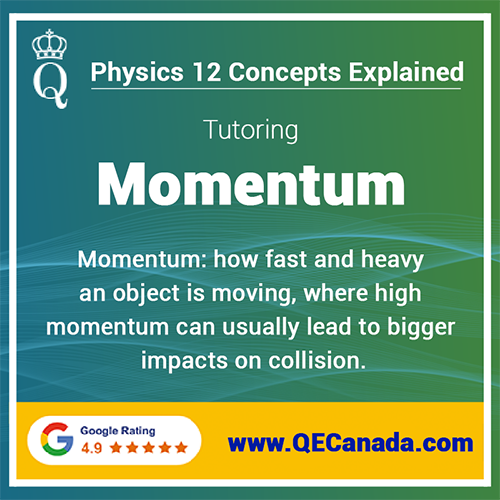 Q
Physics 12 Concepts Explained
Tutoring
Momentum
Momentum: how fast and heavy
an object is moving, where high
momentum can usually lead to bigger
impacts on collision.
Google Rating
4.9 ★★★★★
www.QECanada.com